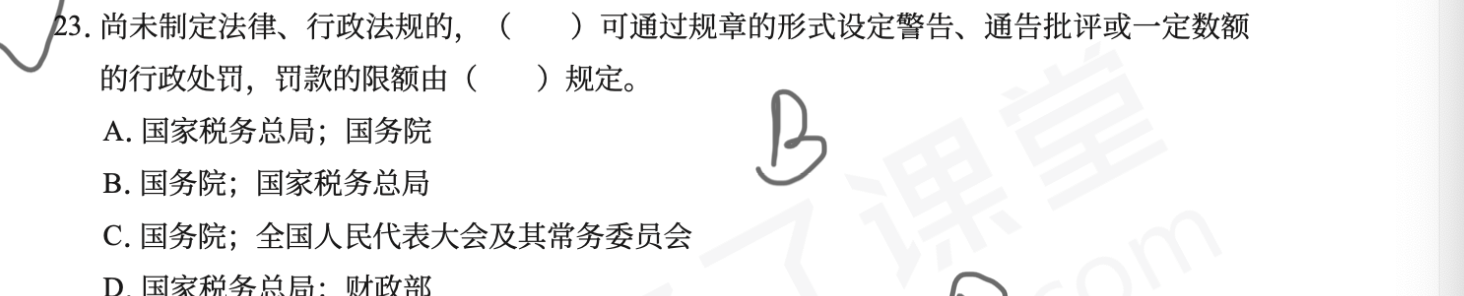 23. 尚未制定法律、行政法规的，（　　）可通过规章的形式设定警告、通告批评或一定数额
的行政处罚，罚款的限额由（　　）规定。
A. 国家税务总局；国务院
B. 国务院；国家税务总局
C. 国务院；全国人民代表大会及其常务委员会
D. 国家税务总局；财政部
B
了课堂
com